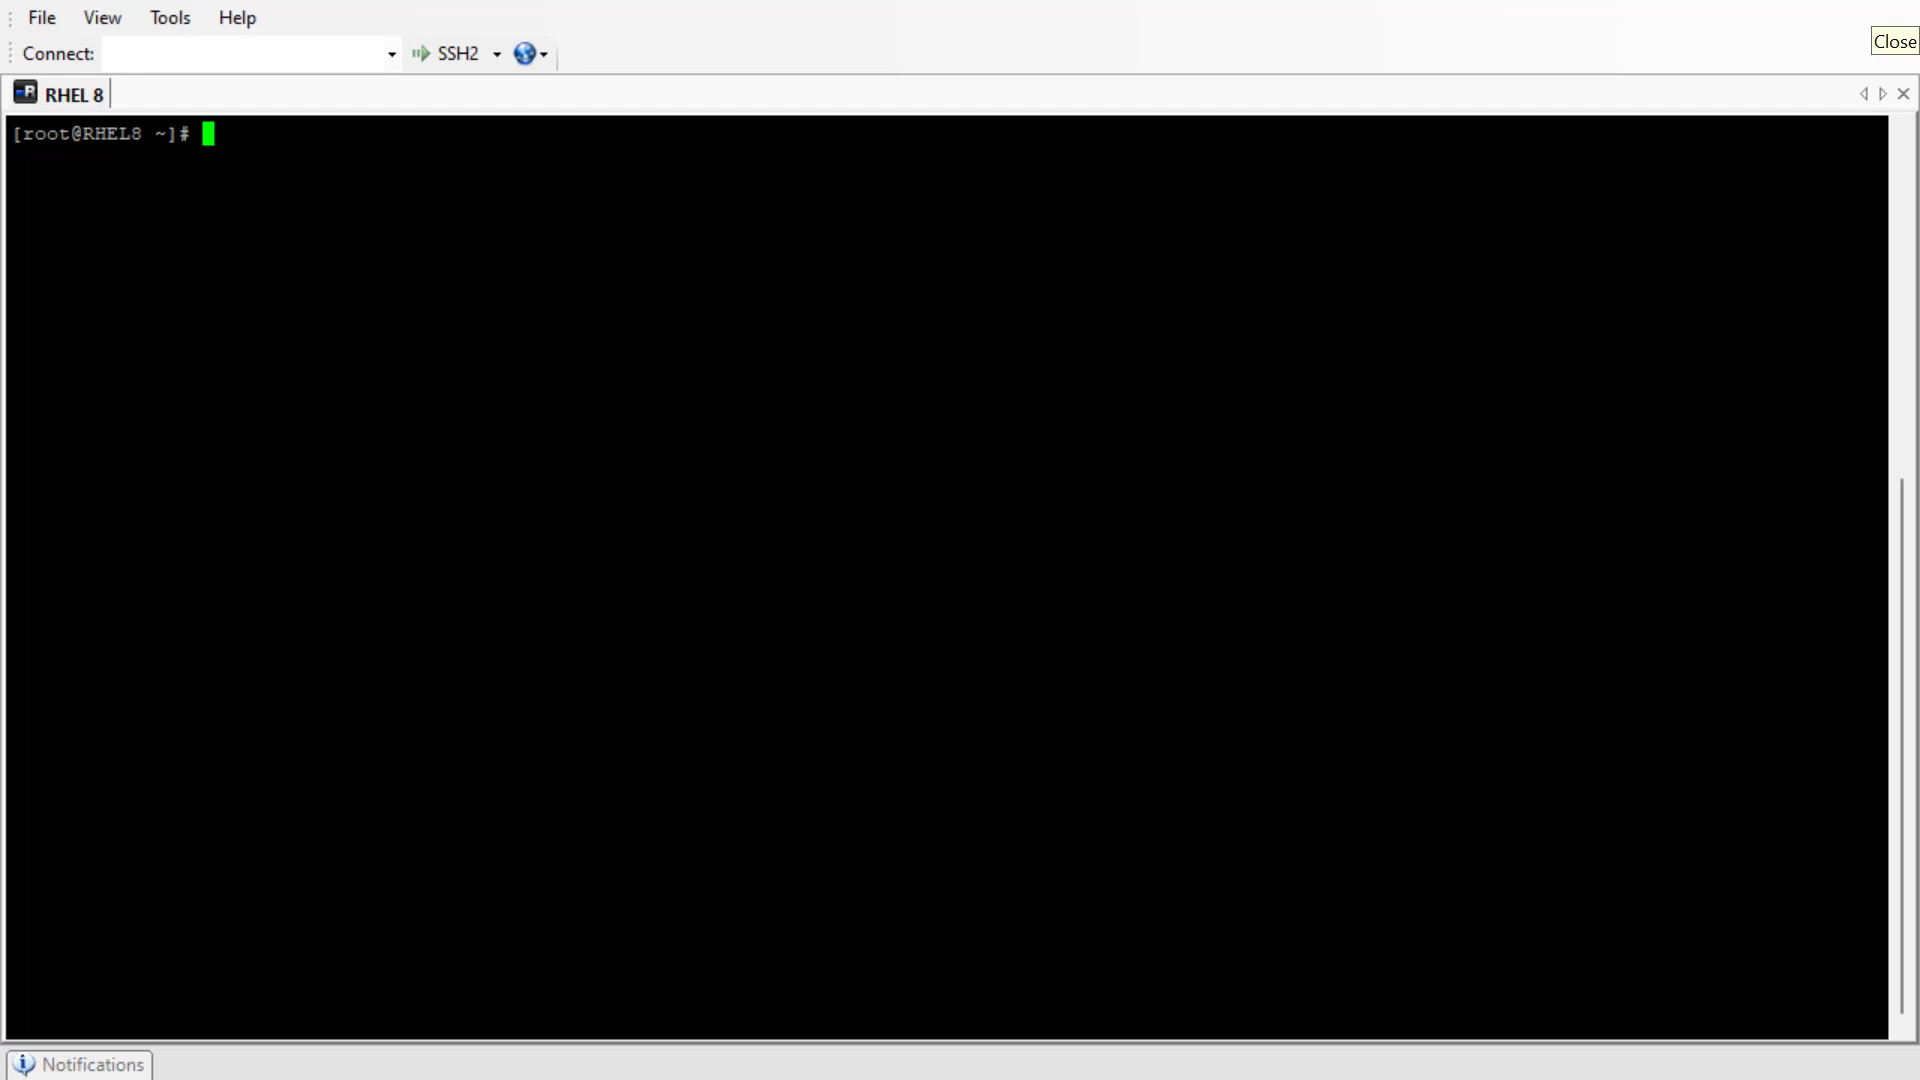 File View Tools Help
Close
Connect: SSH2
RHEL 8
[root@RHEL8 ~]#
Notifications